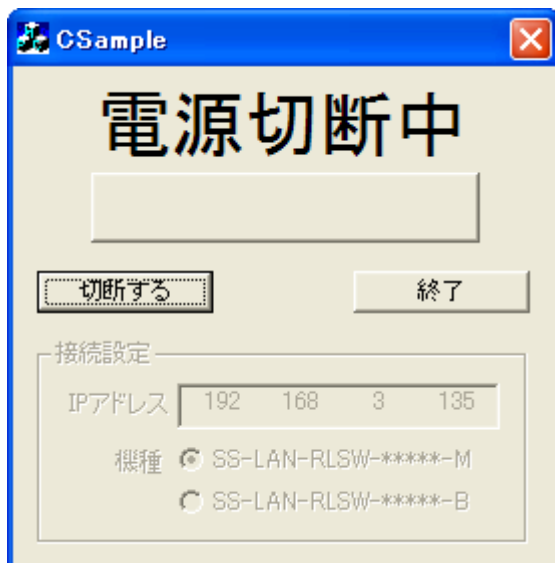 CSample
電源切断中
切断する 終了
接続設定
IPアドレス 192 168 3 135
機種 SS-LAN-RLSW-*****-M
SS-LAN-RLSW-*****-B